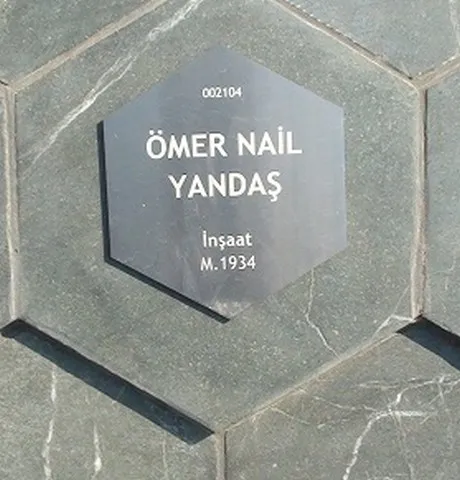 002104
ÖMER NAİL
YANDAŞ
İnşaat
M.1934